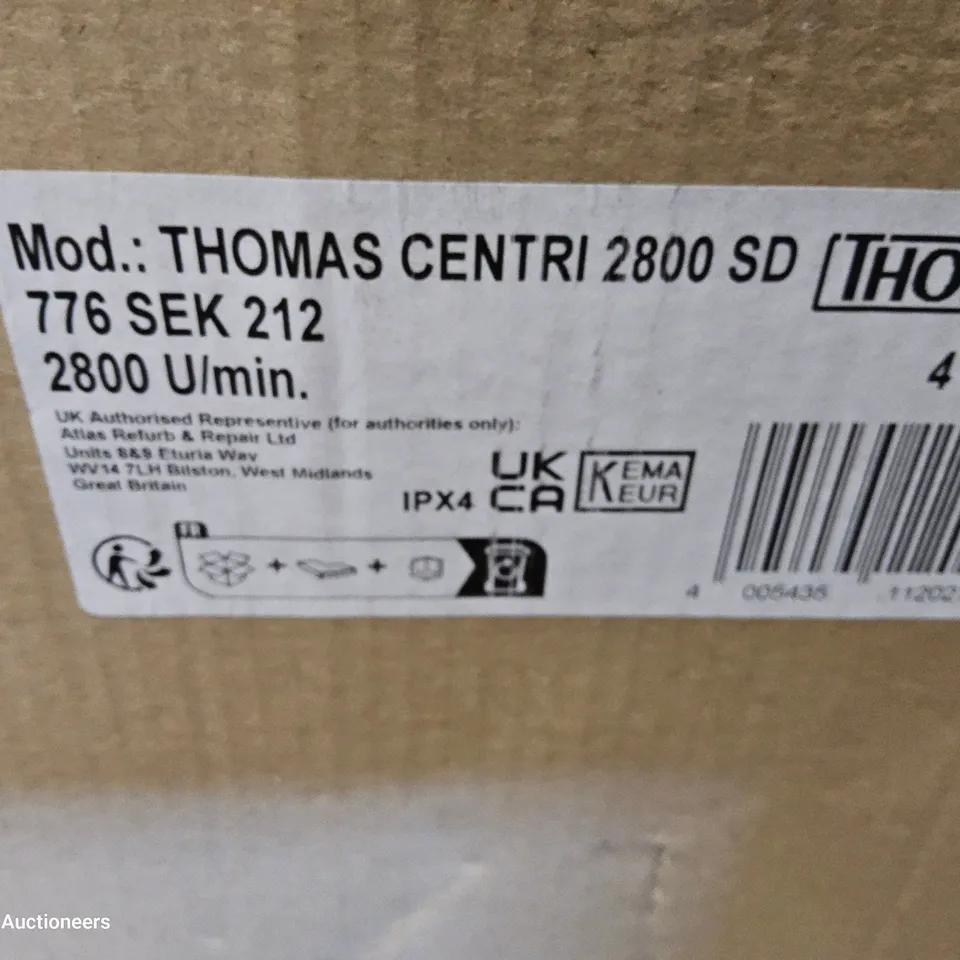 Mod.: THOMAS CENTRI 2800 SD
THO
776 SEK 212
2800 U/min.
4
UK Authorised Representive (for authorities only):
Atlas Refurb & Repair Ltd
Units 8&9 Eturia Way
WV14 7LH Bilston, West Midlands
Great Britain
IPX4
UK
CA
KEMA
KEUR
4 005435 11202
Auctioneers